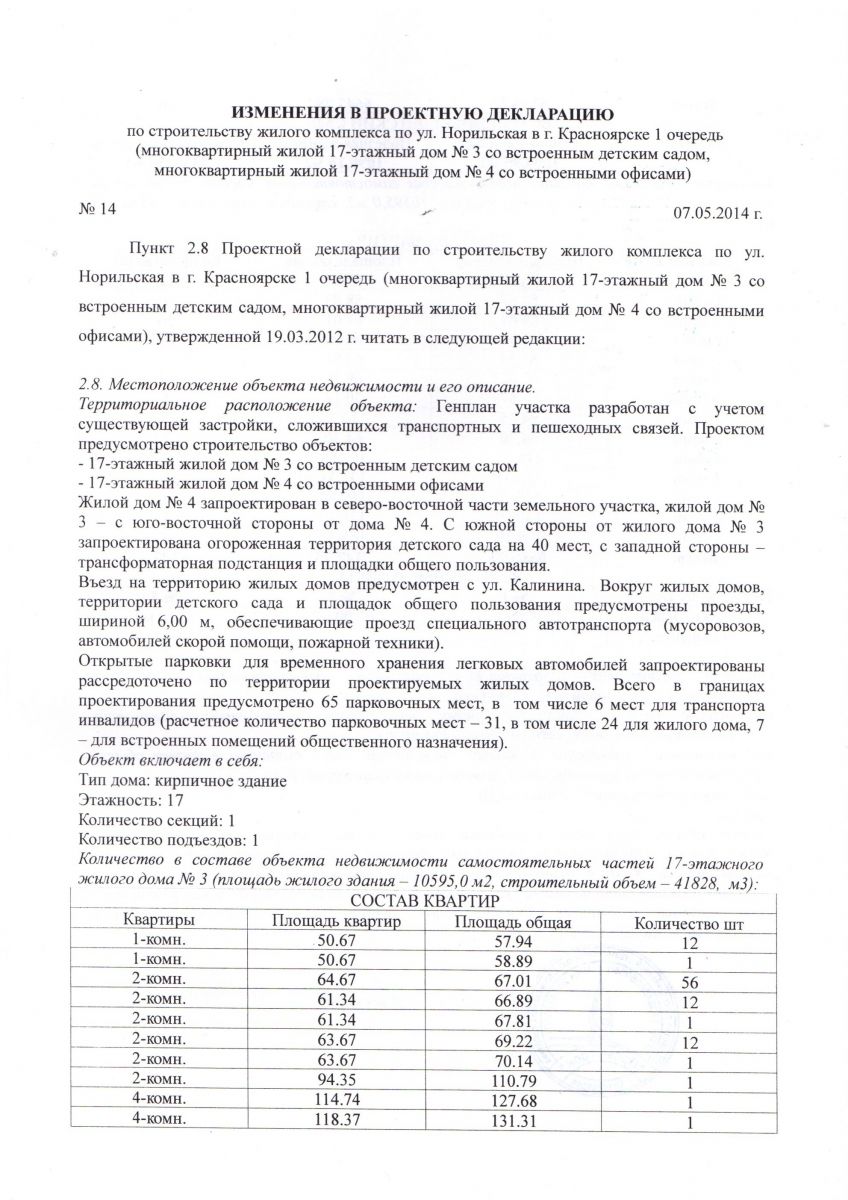 ИЗМЕНЕНИЯ В ПРОЕКТНУЮ ДЕКЛАРАЦИЮ
по строительству жилого комплекса по ул. Норильская в г. Красноярске 1 очередь
(многоквартирный жилой 17-этажный дом № 3 со встроенным детским садом,
многоквартирный жилой 17-этажный дом № 4 со встроенными офисами)
№ 14 07.05.2014 г.
Пункт 2.8 Проектной декларации по строительству жилого комплекса по ул.
Норильская в г. Красноярске 1 очередь (многоквартирный жилой 17-этажный дом № 3 со
встроенным детским садом, многоквартирный жилой 17-этажный дом № 4 со встроенными
офисами), утвержденной 19.03.2012 г. читать в следующей редакции:
2.8. Местоположение объекта недвижимости и его описание.
Территориальное расположение объекта: Генплан участка разработан с учетом
существующей застройки, сложившихся транспортных и пешеходных связей. Проектом
предусмотрено строительство объектов:
- 17-этажный жилой дом № 3 со встроенным детским садом
- 17-этажный жилой дом № 4 со встроенными офисами
Жилой дом № 4 запроектирован в северо-восточной части земельного участка, жилой дом №
3 – с юго-восточной стороны от дома № 4. С южной стороны от жилого дома № 3
запроектирована огороженная территория детского сада на 40 мест, с западной стороны –
трансформаторная подстанция и площадки общего пользования.
Въезд на территорию жилых домов предусмотрен с ул. Калинина. Вокруг жилых домов,
территории детского сада и площадок общего пользования предусмотрены проезды,
шириной 6,00 м, обеспечивающие проезд специального автотранспорта (мусоровозов,
автомобилей скорой помощи, пожарной техники).
Открытые парковки для временного хранения легковых автомобилей запроектированы
рассредоточено по территории проектируемых жилых домов. Всего в границах
проектирования предусмотрено 65 парковочных мест, в том числе 6 мест для транспорта
инвалидов (расчетное количество парковочных мест – 31, в том числе 24 для жилого дома, 7
– для встроенных помещений общественного назначения).
Объект включает в себя:
Тип дома: кирпичное здание
Этажность: 17
Количество секций: 1
Количество подъездов: 1
Количество в составе объекта недвижимости самостоятельных частей 17-этажного
жилого дома № 3 (площадь жилого здания – 10595,0 м2, строительный объем – 41828, м3):
СОСТАВ КВАРТИР
Квартиры Площадь квартир Площадь общая Количество шт
1-комн. 50.67 57.94 12
1-комн. 50.67 58.89 1
2-комн. 64.67 67.01 56
2-комн. 61.34 66.89 12
2-комн. 61.34 67.81 1
2-комн. 63.67 69.22 12
2-комн. 63.67 70.14 1
2-комн. 94.35 110.79 1
4-комн. 114.74 127.68 1
4-комн. 118.37 131.31 1